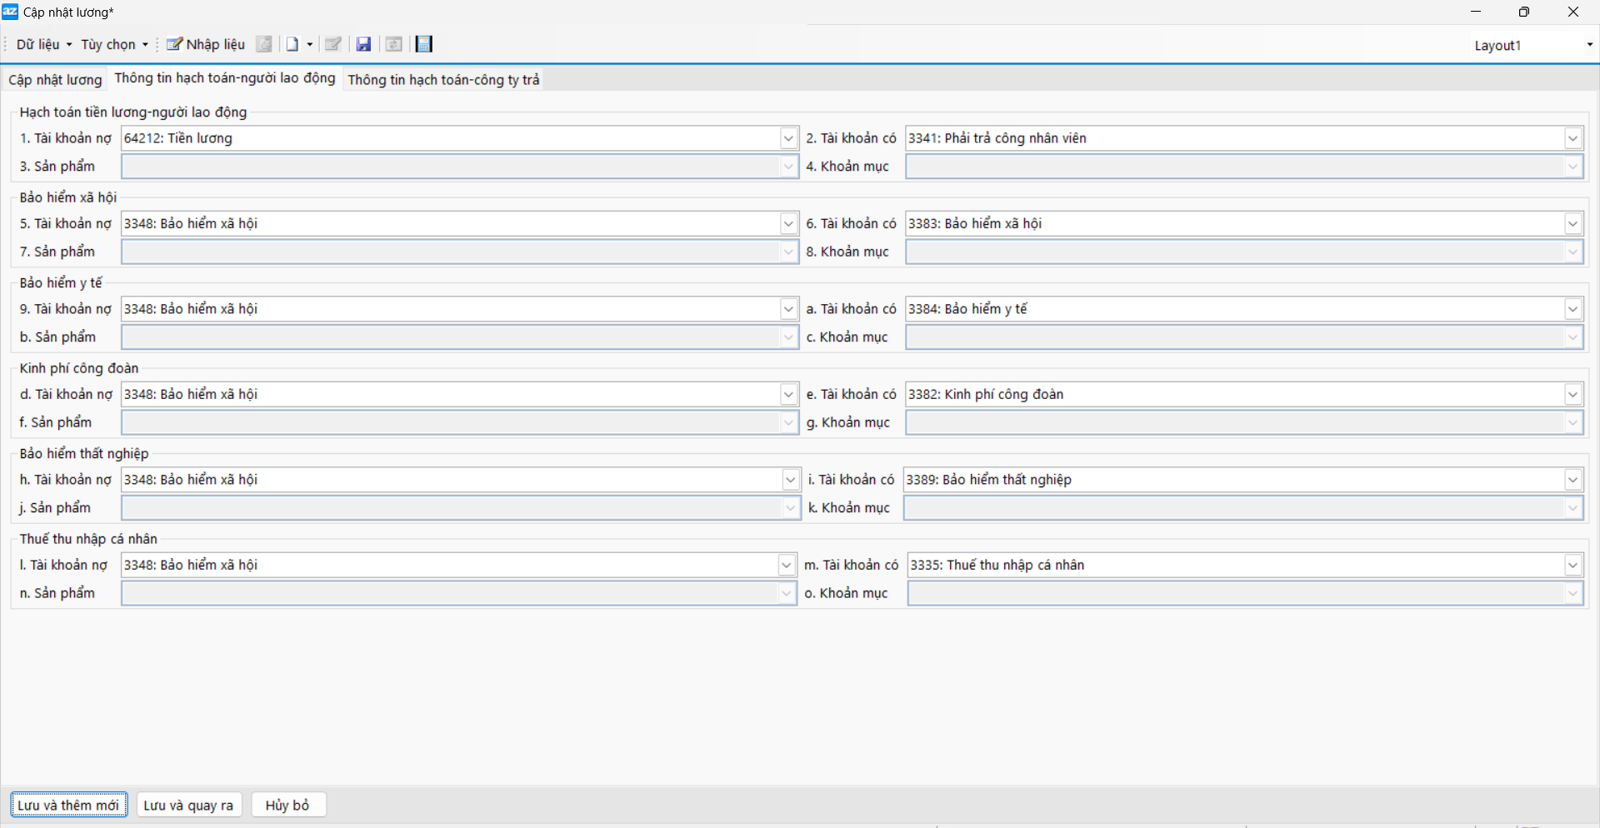 az Cập nhật lương*
Dữ liệu Tùy chọn Nhập liệu Layout1
Cập nhật lương Thông tin hạch toán-người lao động Thông tin hạch toán-công ty trả
Hạch toán tiền lương-người lao động
1. Tài khoản nợ 64212: Tiền lương 2. Tài khoản có 3341: Phải trả công nhân viên
3. Sản phẩm 4. Khoản mục
Bảo hiểm xã hội
5. Tài khoản nợ 3348: Bảo hiểm xã hội 6. Tài khoản có 3383: Bảo hiểm xã hội
7. Sản phẩm 8. Khoản mục
Bảo hiểm y tế
9. Tài khoản nợ 3348: Bảo hiểm xã hội a. Tài khoản có 3384: Bảo hiểm y tế
b. Sản phẩm c. Khoản mục
Kinh phí công đoàn
d. Tài khoản nợ 3348: Bảo hiểm xã hội e. Tài khoản có 3382: Kinh phí công đoàn
f. Sản phẩm g. Khoản mục
Bảo hiểm thất nghiệp
h. Tài khoản nợ 3348: Bảo hiểm xã hội i. Tài khoản có 3389: Bảo hiểm thất nghiệp
j. Sản phẩm k. Khoản mục
Thuế thu nhập cá nhân
l. Tài khoản nợ 3348: Bảo hiểm xã hội m. Tài khoản có 3335: Thuế thu nhập cá nhân
n. Sản phẩm o. Khoản mục
Lưu và thêm mới Lưu và quay ra Hủy bỏ